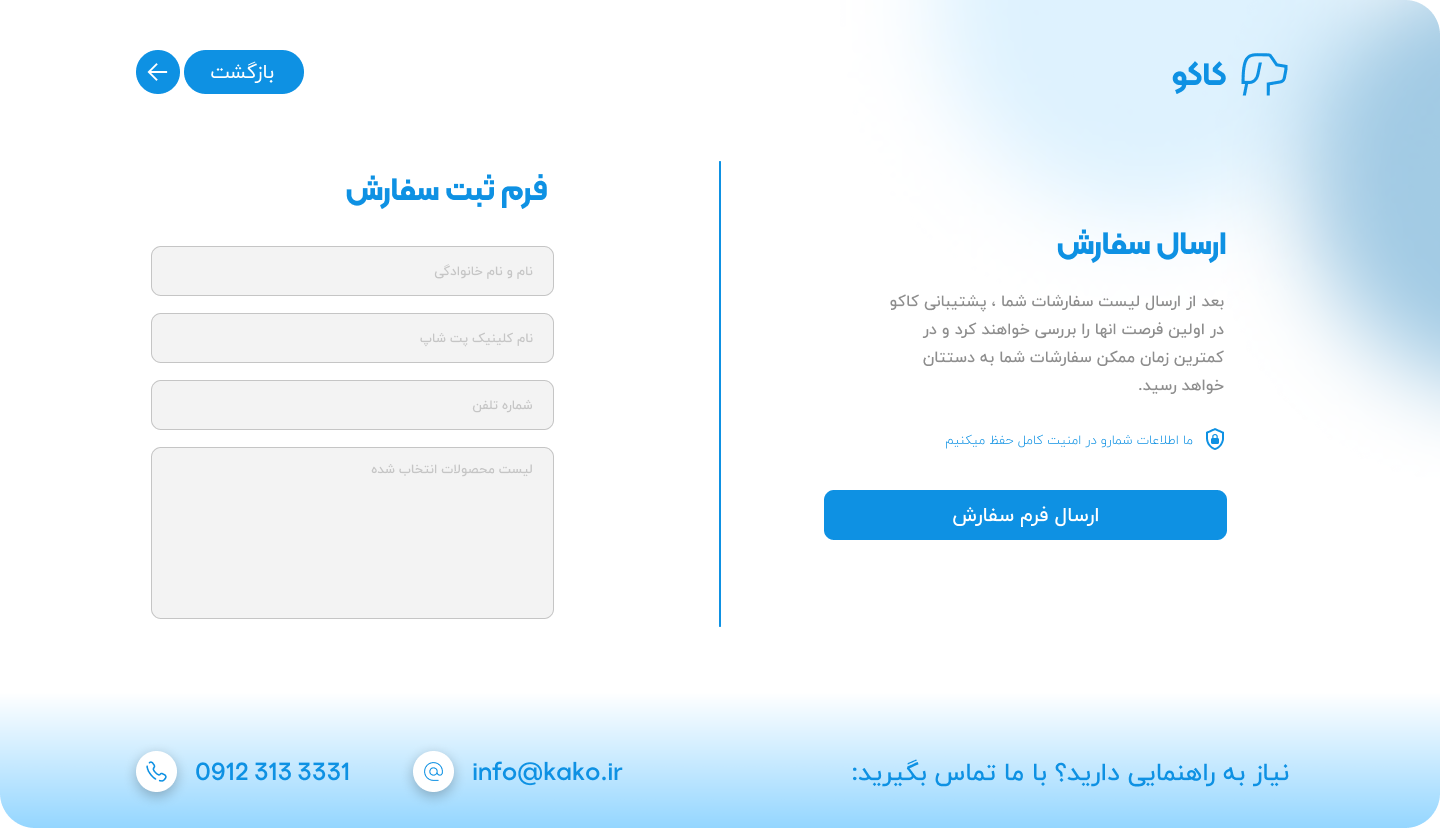 کاکو
بازگشت
ارسال سفارش
بعد از ارسال لیست سفارشات شما ، پشتیبانی کاکو
در اولین فرصت انها را بررسی خواهند کرد و در
کمترین زمان ممکن سفارشات شما به دستتان
خواهد رسید.
ما اطلاعات شمارو در امنیت کامل حفظ میکنیم
ارسال فرم سفارش
فرم ثبت سفارش
نام و نام خانوادگی
نام کلینیک پت شاپ
شماره تلفن
لیست محصولات انتخاب شده
نیاز به راهنمایی دارید؟ با ما تماس بگیرید:
info@kako.ir
0912 313 3331